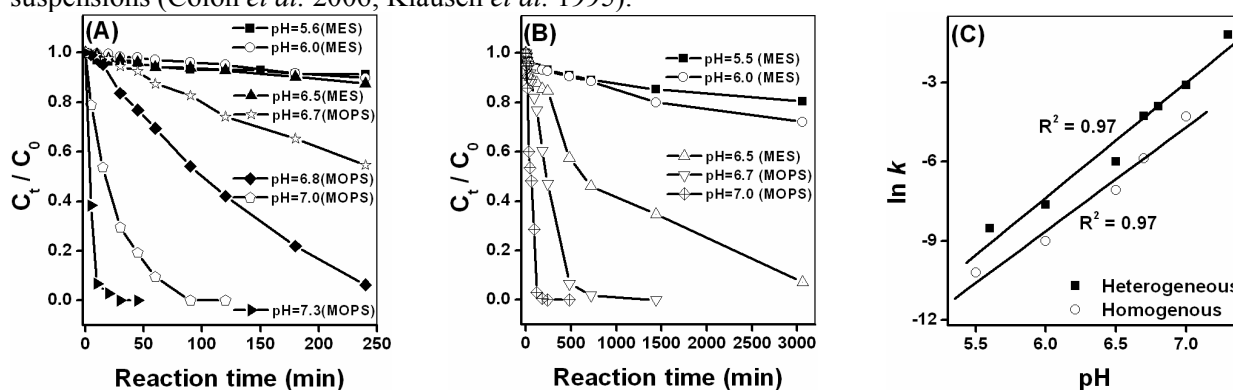 suspensions (Colón et al. 2006; Klausen et al. 1995).
(A)
pH=5.6(MES)
pH=6.0(MES)
pH=6.5(MES)
pH=6.7(MOPS)
pH=6.8(MOPS)
pH=7.0(MOPS)
pH=7.3(MOPS)
Ct / C0
1.0
0.8
0.6
0.4
0.2
0.0
0 50 100 150 200 250
Reaction time (min)
(B)
pH=5.5 (MES)
pH=6.0 (MES)
pH=6.5 (MES)
pH=6.7 (MOPS)
pH=7.0 (MOPS)
Ct / C0
1.0
0.8
0.6
0.4
0.2
0.0
0 500 1000 1500 2000 2500 3000
Reaction time (min)
(C)
R2 = 0.97
R2 = 0.97
Heterogeneous
Homogenous
ln k
-3
-6
-9
-12
5.5 6.0 6.5 7.0
pH